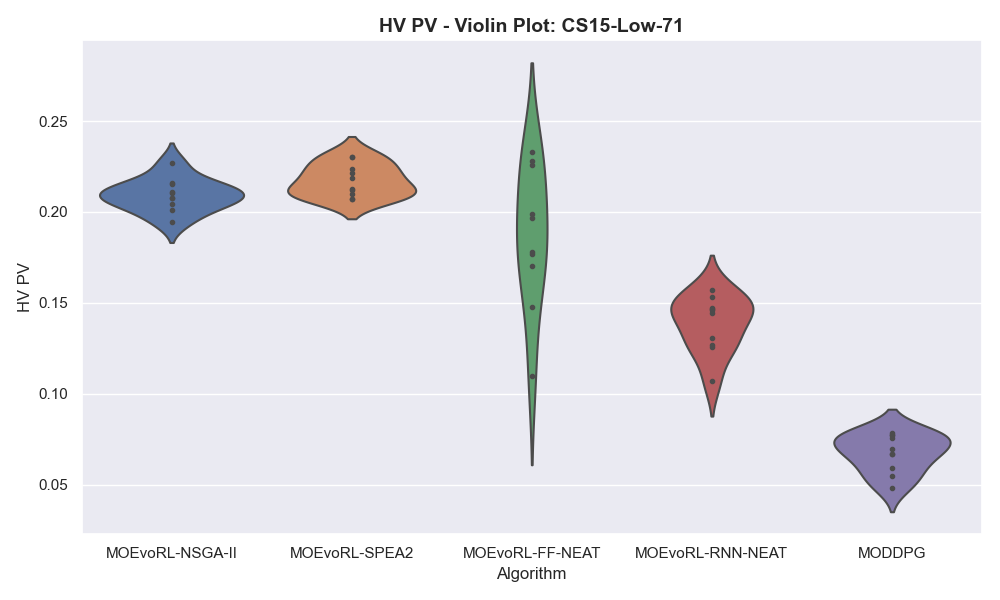 HV PV - Violin Plot: CS15-Low-71
HV PV
0.25
0.20
0.15
0.10
0.05
MOEvoRL-NSGA-II
MOEvoRL-SPEA2
MOEvoRL-FF-NEAT
MOEvoRL-RNN-NEAT
MODDPG
Algorithm